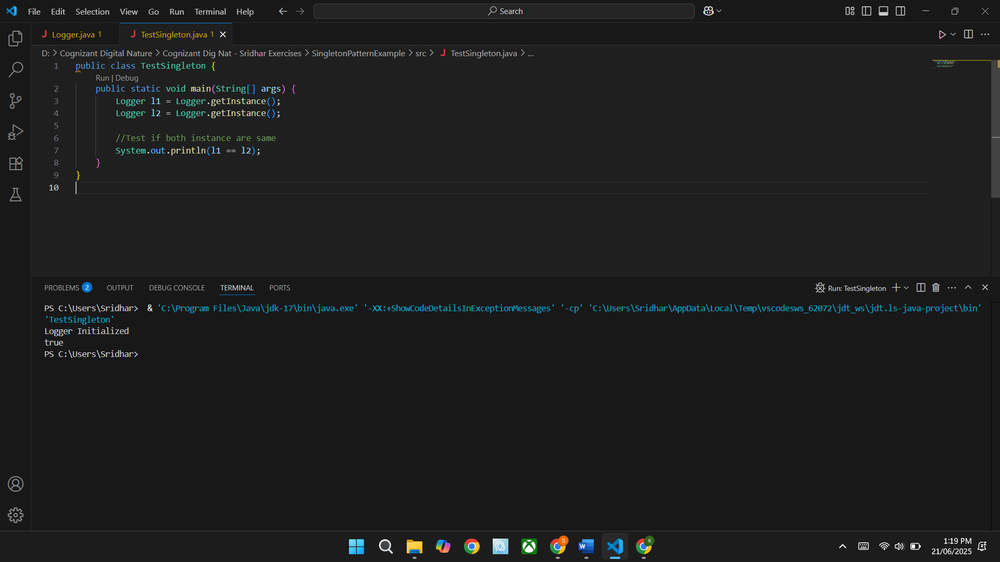 File Edit Selection View Go Run Terminal Help Search
Logger.java 1 TestSingleton.java 1
D: > Cognizant Digital Nature > Cognizant Dig Nat - Sridhar Exercises > SingletonPatternExample > src > TestSingleton.java > ...
1 public class TestSingleton {
Run | Debug
2 public static void main(String[] args) {
3 Logger l1 = Logger.getInstance();
4 Logger l2 = Logger.getInstance();
5
6 //Test if both instance are same
7 System.out.println(l1 == l2);
8 }
9 }
10
PROBLEMS 2 OUTPUT DEBUG CONSOLE TERMINAL PORTS Run: TestSingleton
PS C:\Users\Sridhar> & 'C:\Program Files\Java\jdk-17\bin\java.exe' '-XX:+ShowCodeDetailsInExceptionMessages' '-cp' 'C:\Users\Sridhar\AppData\Local\Temp\vscodesws_62072\jdt_ws\jdt.ls-java-project\bin'
'TestSingleton'
Logger Initialized
true
PS C:\Users\Sridhar>
1:19 PM
21/06/2025